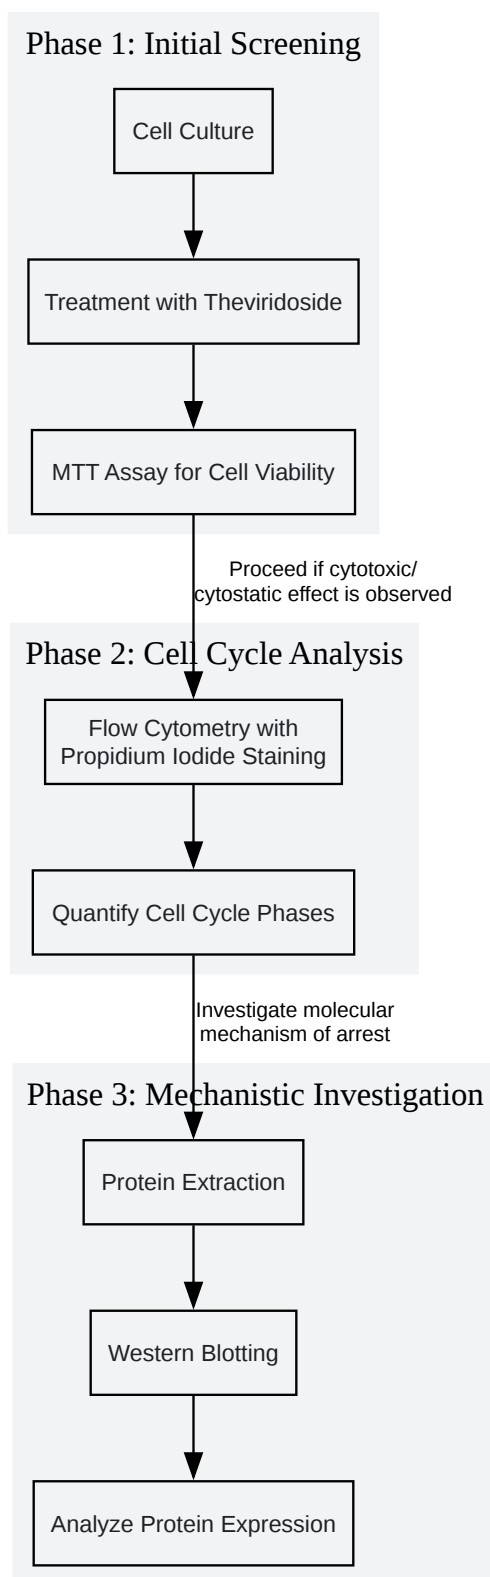 Phase 1: Initial Screening
Cell Culture
Treatment with Theviridoside
MTT Assay for Cell Viability
Proceed if cytotoxic/
cytostatic effect is observed
Phase 2: Cell Cycle Analysis
Flow Cytometry with
Propidium Iodide Staining
Quantify Cell Cycle Phases
Investigate molecular
mechanism of arrest
Phase 3: Mechanistic Investigation
Protein Extraction
Western Blotting
Analyze Protein Expression